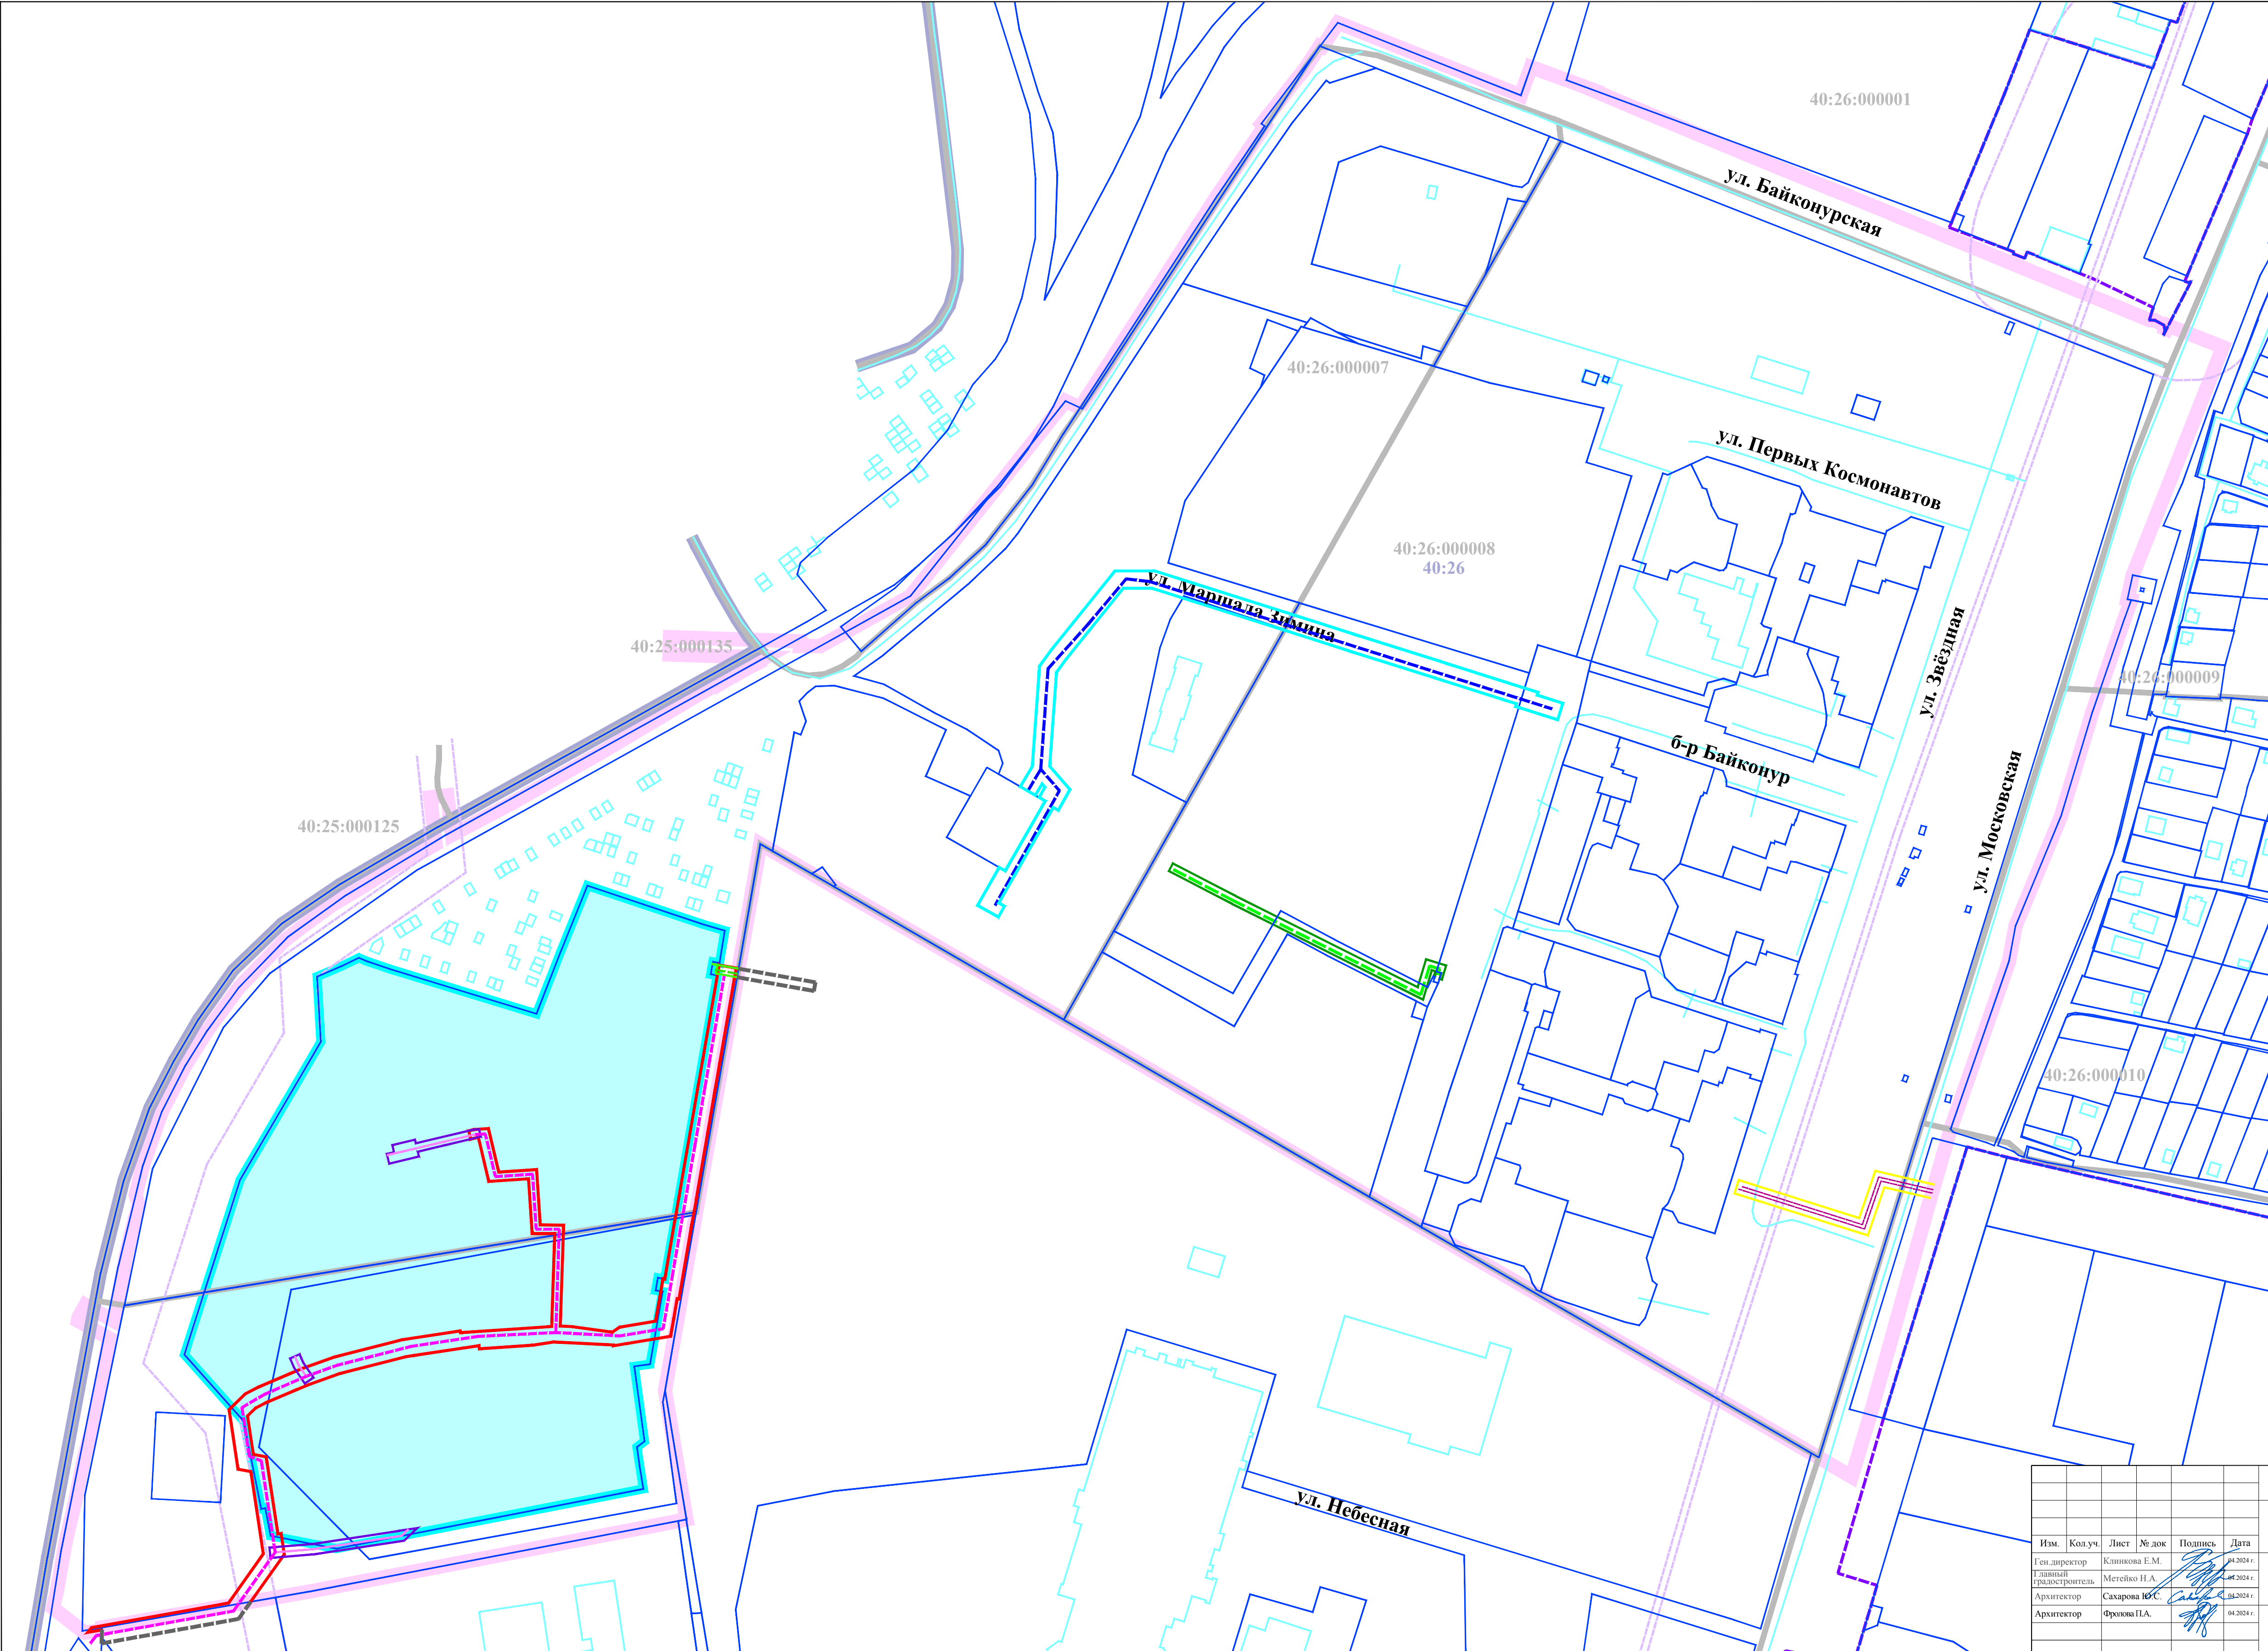 40:26:000001
ул. Байконурская
40:26:000007
ул. Первых Космонавтов
40:26:000008
40:26
ул. Маршала Зимина
ул. Звёздная
40:25:000135
40:26:000009
б-р Байконур
ул. Московская
40:25:000125
40:26:000010
ул. Небесная
Изм. Кол.уч. Лист № док Подпись Дата
Ген.директор Клинкова Е.М. 04.2024 г.
Главный градостроитель Метейко Н.А. 04.2024 г.
Архитектор Сахарова Ю.С. 04.2024 г.
Архитектор Фролова П.А. 04.2024 г.